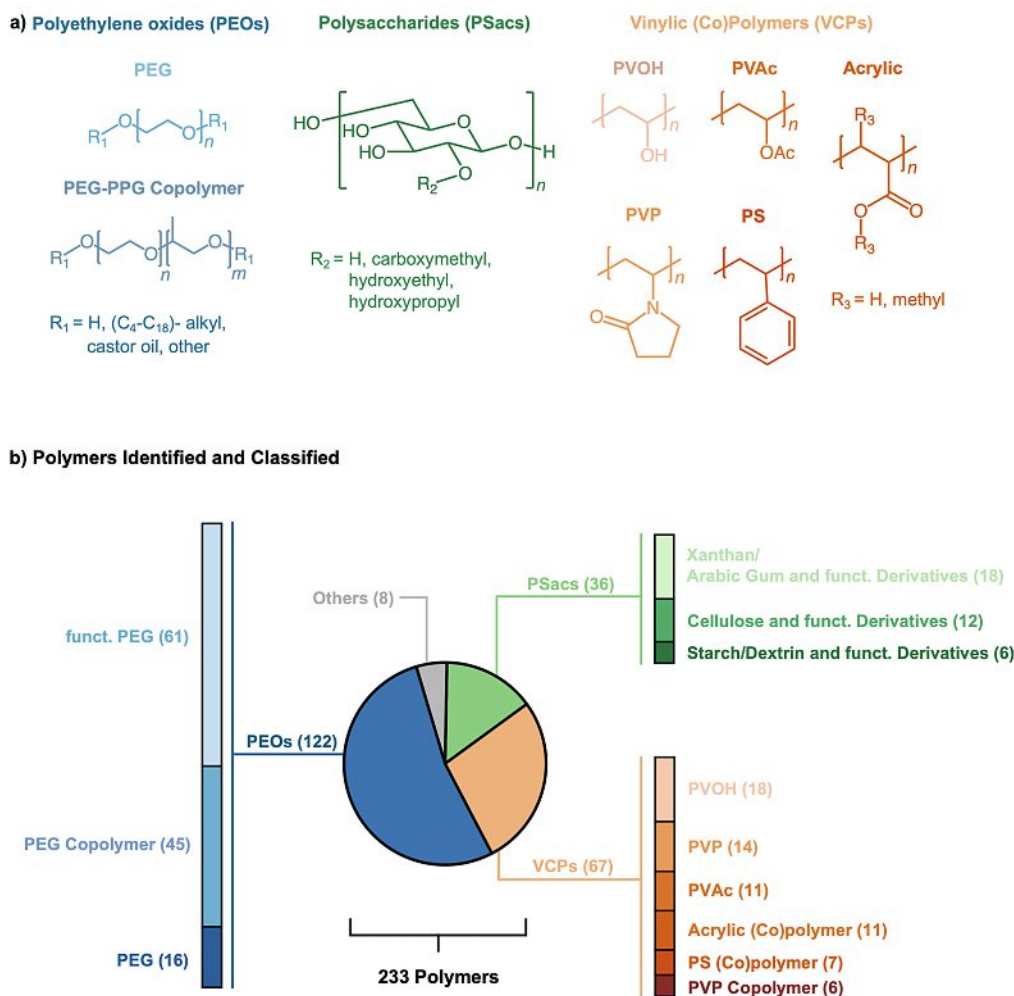 a) Polyethylene oxides (PEOs)
Polysaccharides (PSacs)
Vinylic (Co)Polymers (VCPs)
PEG
R1
O
O
R1
n
PEG-PPG Copolymer
R1
O
O
n
O
R1
m
R1 = H, (C4-C18)- alkyl,
castor oil, other
HO
HO
HO
O
O
H
R2
O
n
R2 = H, carboxymethyl,
hydroxyethyl,
hydroxypropyl
PVOH
n
OH
PVAc
n
OAc
Acrylic
R3
n
O
O
R3
PVP
n
N
O
PS
n
R3 = H, methyl
b) Polymers Identified and Classified
funct. PEG (61)
PEG Copolymer (45)
PEG (16)
PEOs (122)
Others (8)
PSacs (36)
Xanthan/
Arabic Gum and funct. Derivatives (18)
Cellulose and funct. Derivatives (12)
Starch/Dextrin and funct. Derivatives (6)
VCPs (67)
PVOH (18)
PVP (14)
PVAc (11)
Acrylic (Co)polymer (11)
PS (Co)polymer (7)
PVP Copolymer (6)
233 Polymers